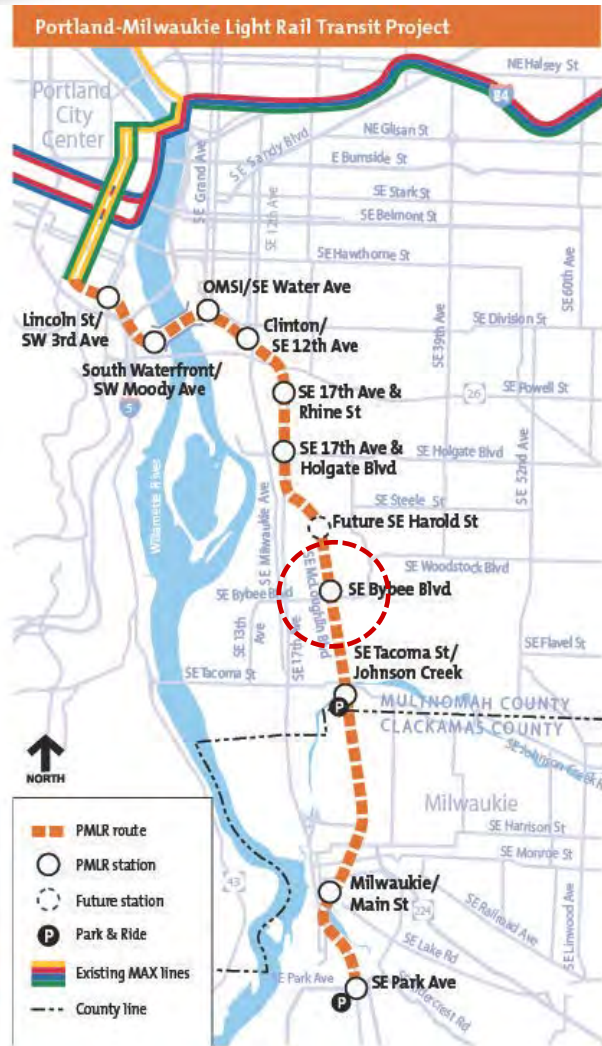 Portland-Milwaukie Light Rail Transit Project
NE Halsey St
Portland
City
Center
84
NE Glisan St
SE Sandy Blvd
E Burnside St
SE Grand Ave
SE 12th Ave
SE Stark St
SE Belmont St
SE Hawthorne St
SE 60th Ave
OMSI/SE Water Ave
Lincoln St/
SW 3rd Ave
Clinton/
SE 12th Ave
SE Division St
SE 39th Ave
South Waterfront/
SW Moody Ave
SE 17th Ave &
Rhine St
SE Powell St
26
5
SE 17th Ave &
Holgate Blvd
SE Holgate Blvd
SE 52nd Ave
Willamette River
SE Milwaukie Ave
SE Steele St
Future SE Harold St
SE McLoughlin Blvd
SE Woodstock Blvd
SE Bybee Blvd
SE Bybee Blvd
SE 13th
Ave
SE 17th Ave
SE Flavel St
SE Tacoma St/
Johnson Creek
SE Tacoma St
P
MULTNOMAH COUNTY
CLACKAMAS COUNTY
SE Johnson Creek
NORTH
Milwaukie
SE Harrison St
SE Monroe St
43
Milwaukie/
Main St
224
SE Railroad Ave
SE Linwood Ave
SE Lake Rd
SE Park Ave
SE Park Ave
P
PMLR route
PMLR station
Future station
P
Park & Ride
Existing MAX lines
County line